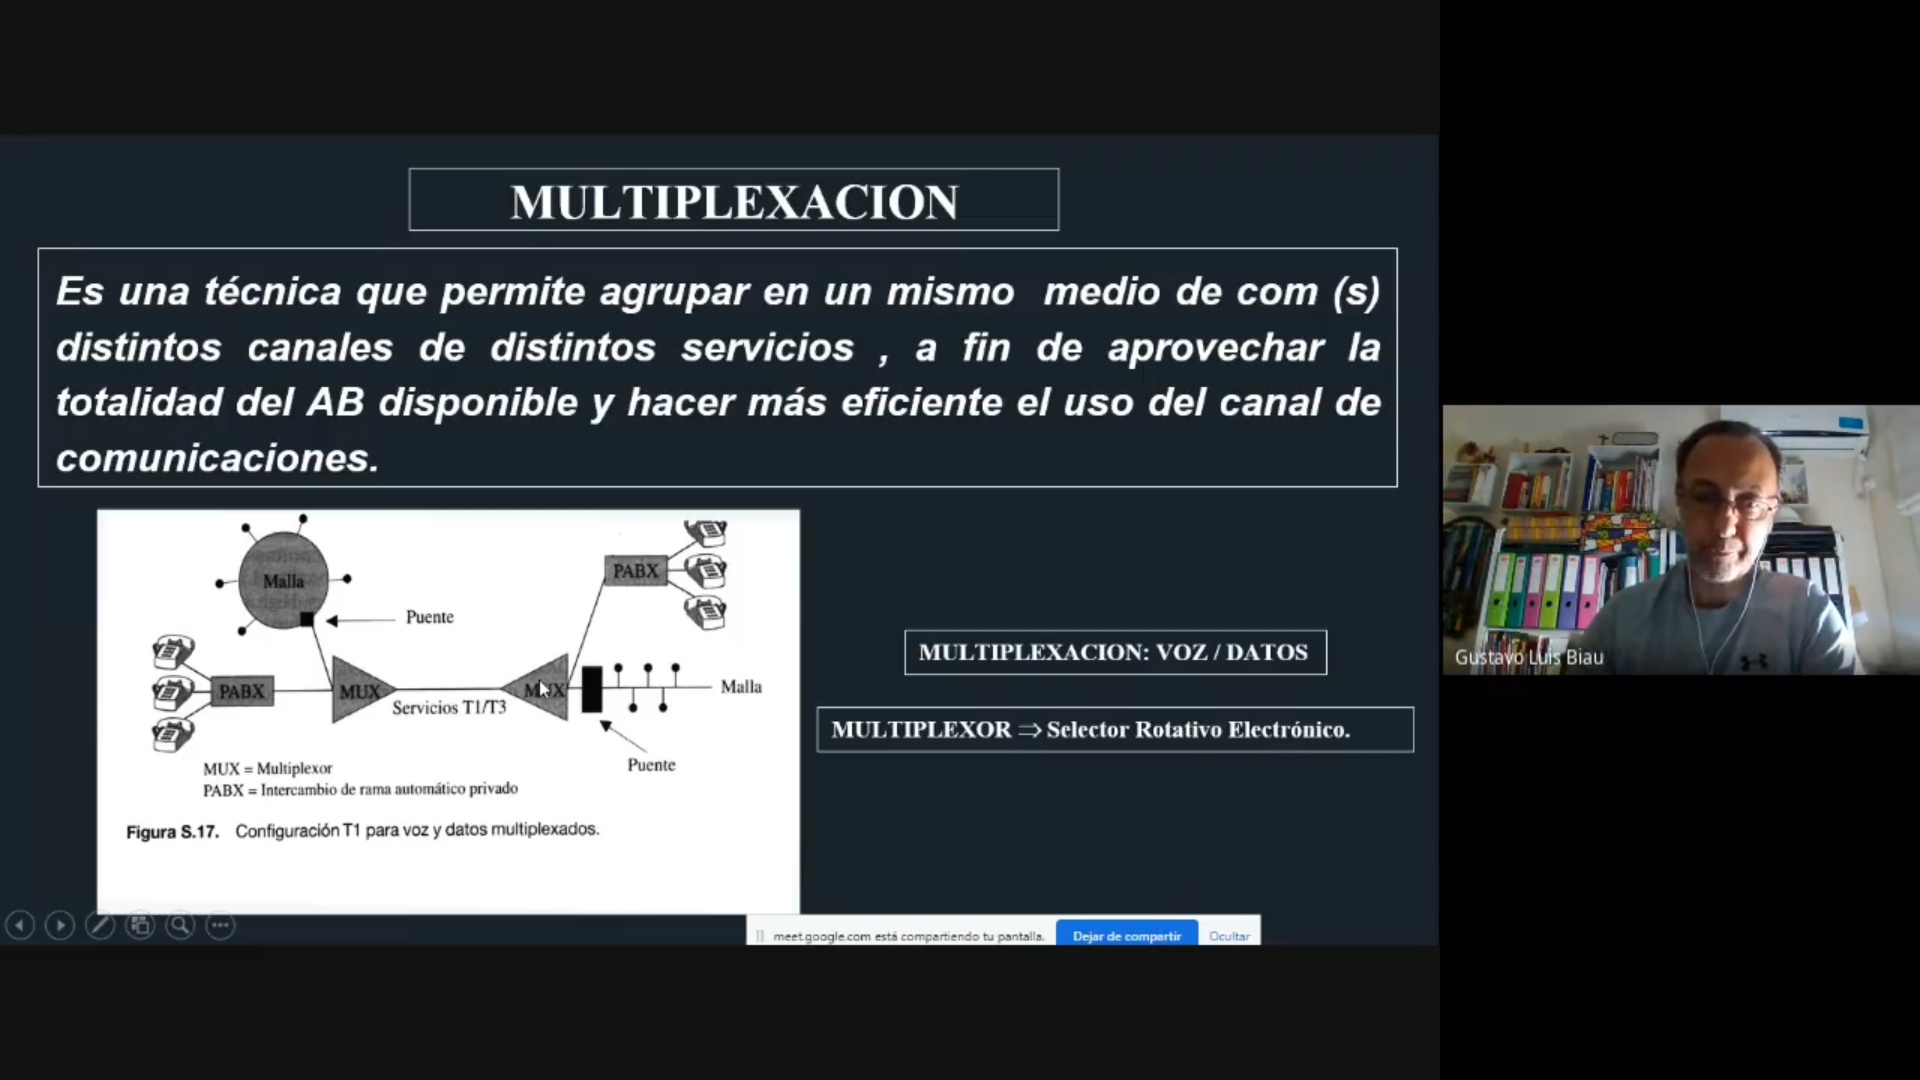 MULTIPLEXACION
Es una técnica que permite agrupar en un mismo medio de com (s)
distintos canales de distintos servicios , a fin de aprovechar la
totalidad del AB disponible y hacer más eficiente el uso del canal de
comunicaciones.
Malla
Puente
PABX
PABX
MUX
Servicios T1/T3
MUX
Malla
Puente
MUX = Multiplexor
PABX = Intercambio de rama automático privado
Figura S.17. Configuración T1 para voz y datos multiplexados.
MULTIPLEXACION: VOZ / DATOS
MULTIPLEXOR ⇒ Selector Rotativo Electrónico.
meet.google.com está compartiendo tu pantalla.
Dejar de compartir
Ocultar
Gustavo Luis Biau